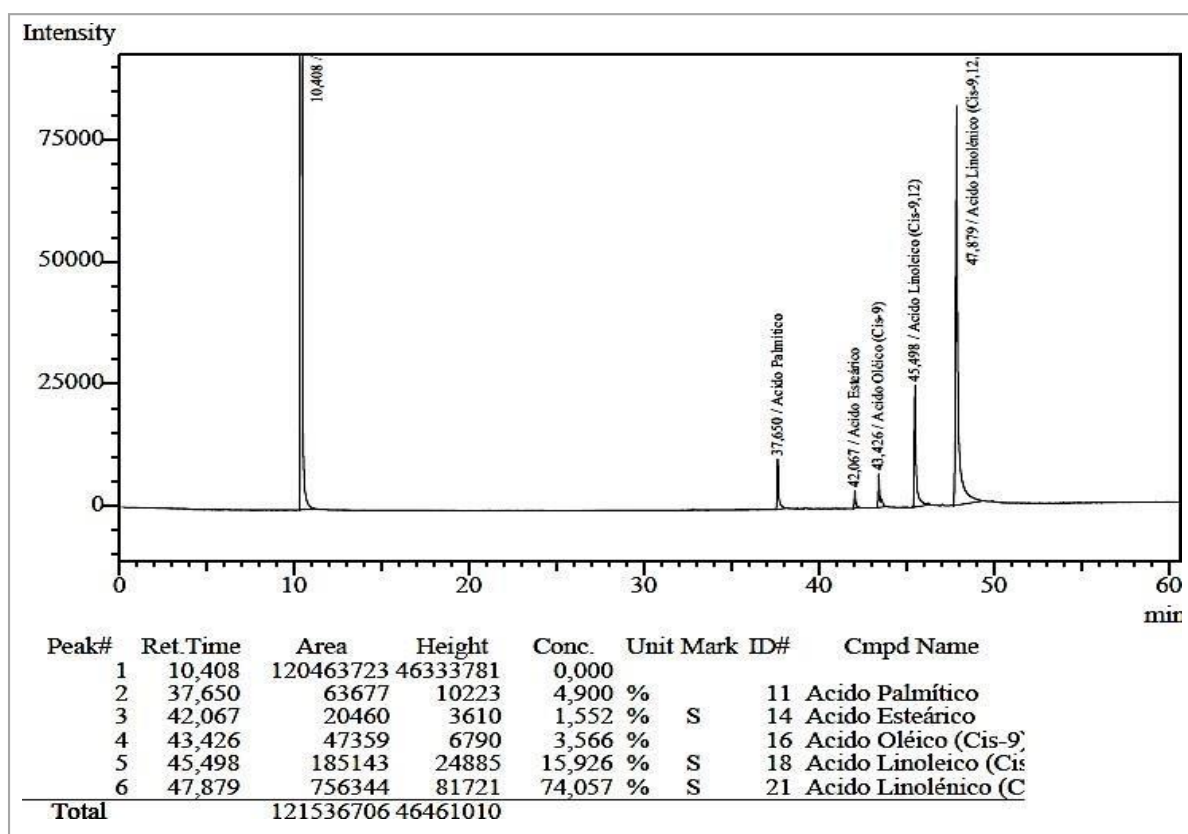 Intensity
75000
50000
25000
0
10,408 /
37,650 / Acido Palmítico
42,067 / Acido Esteárico
43,426 / Acido Oléico (Cis-9)
45,498 / Acido Linoleico (Cis-9,12)
47,879 / Acido Linolénico (Cis-9,12,
0 10 20 30 40 50 60
min
Peak# Ret.Time Area Height Conc. Unit Mark ID# Cmpd Name
1 10,408 120463723 46333781 0,000
2 37,650 63677 10223 4,900 % 11 Acido Palmítico
3 42,067 20460 3610 1,552 % S 14 Acido Esteárico
4 43,426 47359 6790 3,566 % 16 Acido Oléico (Cis-9)
5 45,498 185143 24885 15,926 % S 18 Acido Linoleico (Cis
6 47,879 756344 81721 74,057 % S 21 Acido Linolénico (C
Total 121536706 46461010